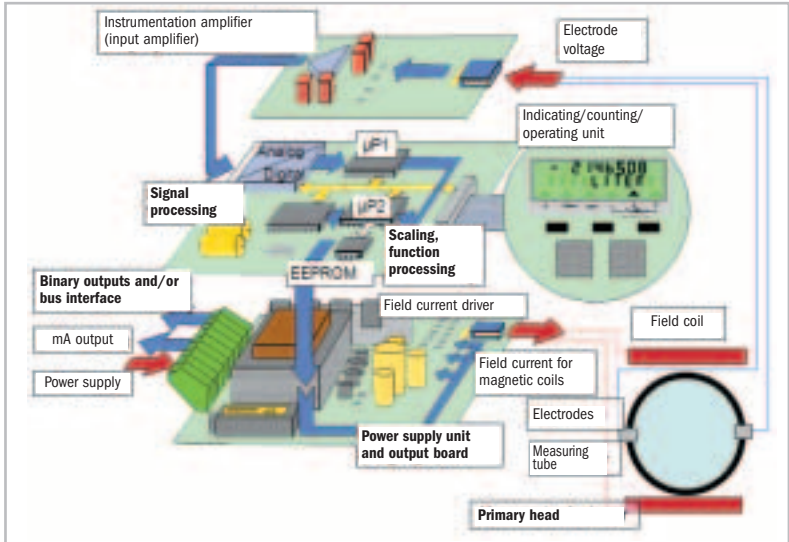 Instrumentation amplifier
(input amplifier)
Electrode
voltage
Indicating/counting/
operating unit
µP1
Analog
Digital
Signal
processing
µP2
Scaling,
function
processing
EEPROM
LITER
Binary outputs and/or
bus interface
mA output
Power supply
Field current driver
Field coil
Field current for
magnetic coils
Electrodes
Measuring
tube
Power supply unit
and output board
Primary head